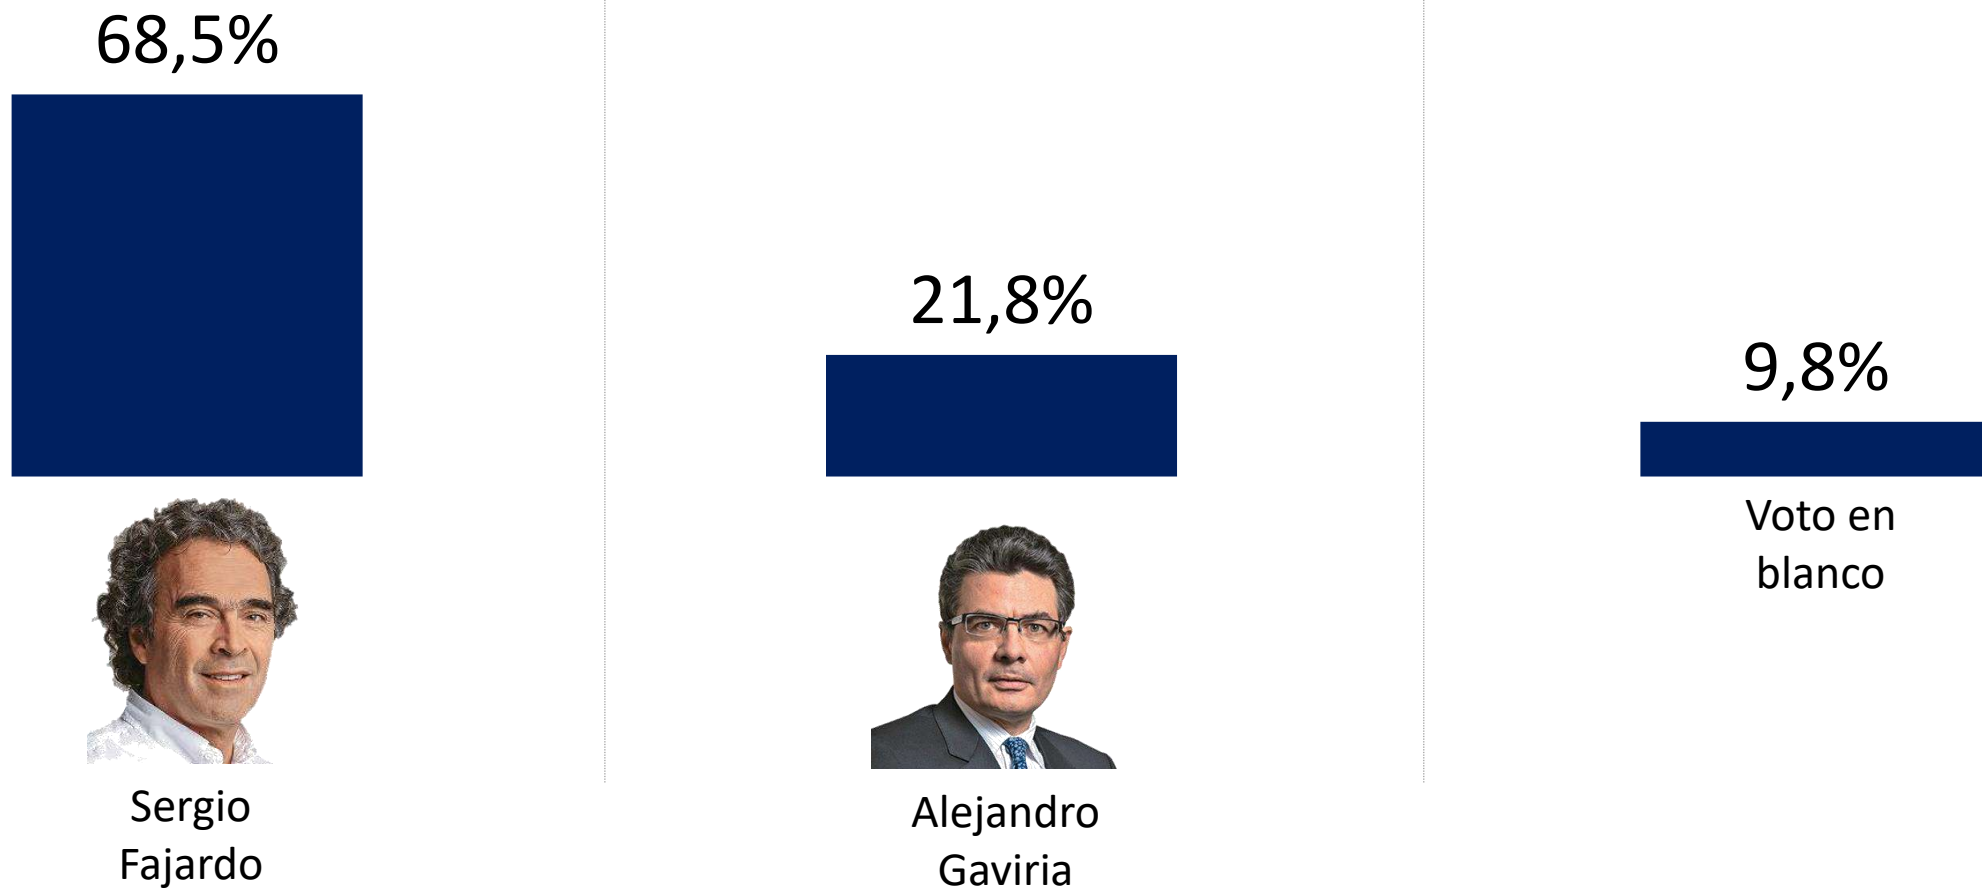 68,5%
21,8%
9,8%
Voto en
blanco
Sergio
Fajardo
Alejandro
Gaviria